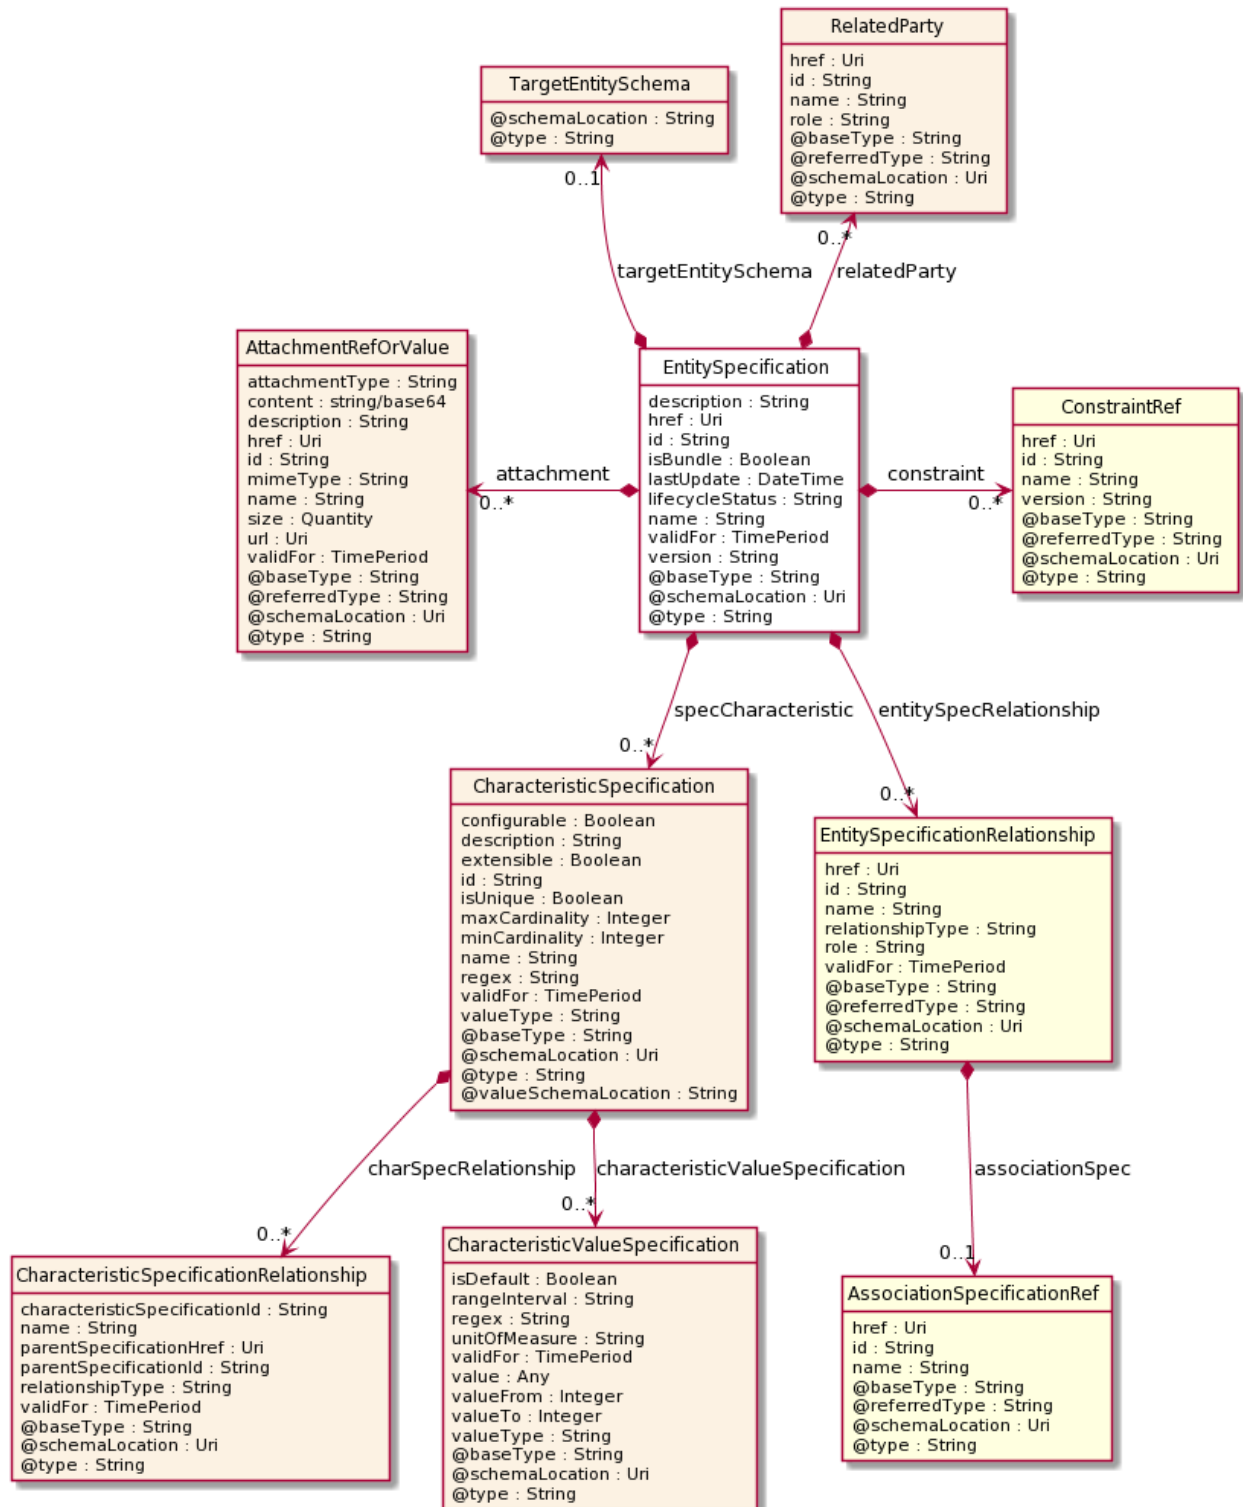 RelatedParty
href : Uri
id : String
name : String
role : String
@baseType : String
@referredType : String
@schemaLocation : Uri
@type : String
TargetEntitySchema
@schemaLocation : String
@type : String
0..1
0..*
targetEntitySchema
relatedParty
AttachmentRefOrValue
attachmentType : String
content : string/base64
description : String
href : Uri
id : String
mimeType : String
name : String
size : Quantity
url : Uri
validFor : TimePeriod
@baseType : String
@referredType : String
@schemaLocation : Uri
@type : String
attachment
0..*
EntitySpecification
description : String
href : Uri
id : String
isBundle : Boolean
lastUpdate : DateTime
lifecycleStatus : String
name : String
validFor : TimePeriod
version : String
@baseType : String
@schemaLocation : Uri
@type : String
constraint
0..*
ConstraintRef
href : Uri
id : String
name : String
version : String
@baseType : String
@referredType : String
@schemaLocation : Uri
@type : String
specCharacteristic
entitySpecRelationship
0..*
0..*
CharacteristicSpecification
configurable : Boolean
description : String
extensible : Boolean
id : String
isUnique : Boolean
maxCardinality : Integer
minCardinality : Integer
name : String
regex : String
validFor : TimePeriod
valueType : String
@baseType : String
@schemaLocation : Uri
@type : String
@valueSchemaLocation : String
EntitySpecificationRelationship
href : Uri
id : String
name : String
relationshipType : String
role : String
validFor : TimePeriod
@baseType : String
@referredType : String
@schemaLocation : Uri
@type : String
charSpecRelationship
characteristicValueSpecification
associationSpec
0..*
0..*
0..1
CharacteristicSpecificationRelationship
characteristicSpecificationId : String
name : String
parentSpecificationHref : Uri
parentSpecificationId : String
relationshipType : String
validFor : TimePeriod
@baseType : String
@schemaLocation : Uri
@type : String
CharacteristicValueSpecification
isDefault : Boolean
rangeInterval : String
regex : String
unitOfMeasure : String
validFor : TimePeriod
value : Any
valueFrom : Integer
valueTo : Integer
valueType : String
@baseType : String
@schemaLocation : Uri
@type : String
AssociationSpecificationRef
href : Uri
id : String
name : String
@baseType : String
@referredType : String
@schemaLocation : Uri
@type : String